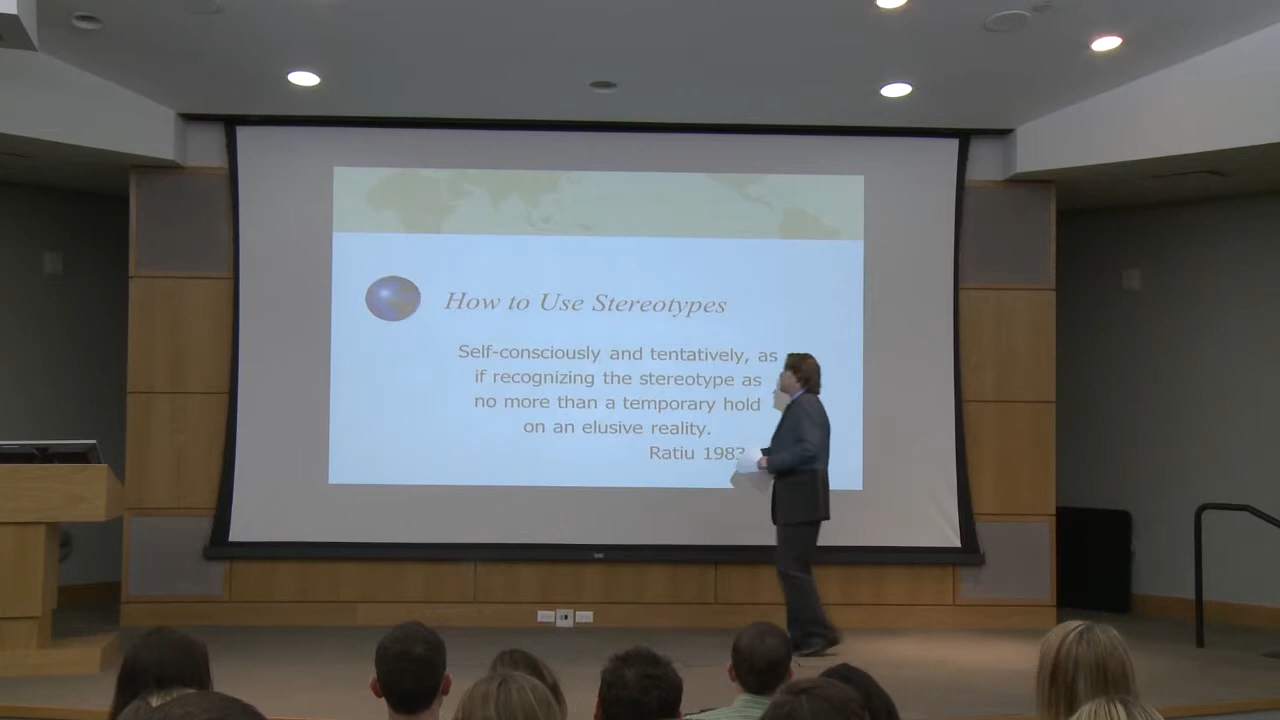 How to Use Stereotypes
Self-consciously and tentatively, as
if recognizing the stereotype as
no more than a temporary hold
on an elusive reality.
Ratiu 1983